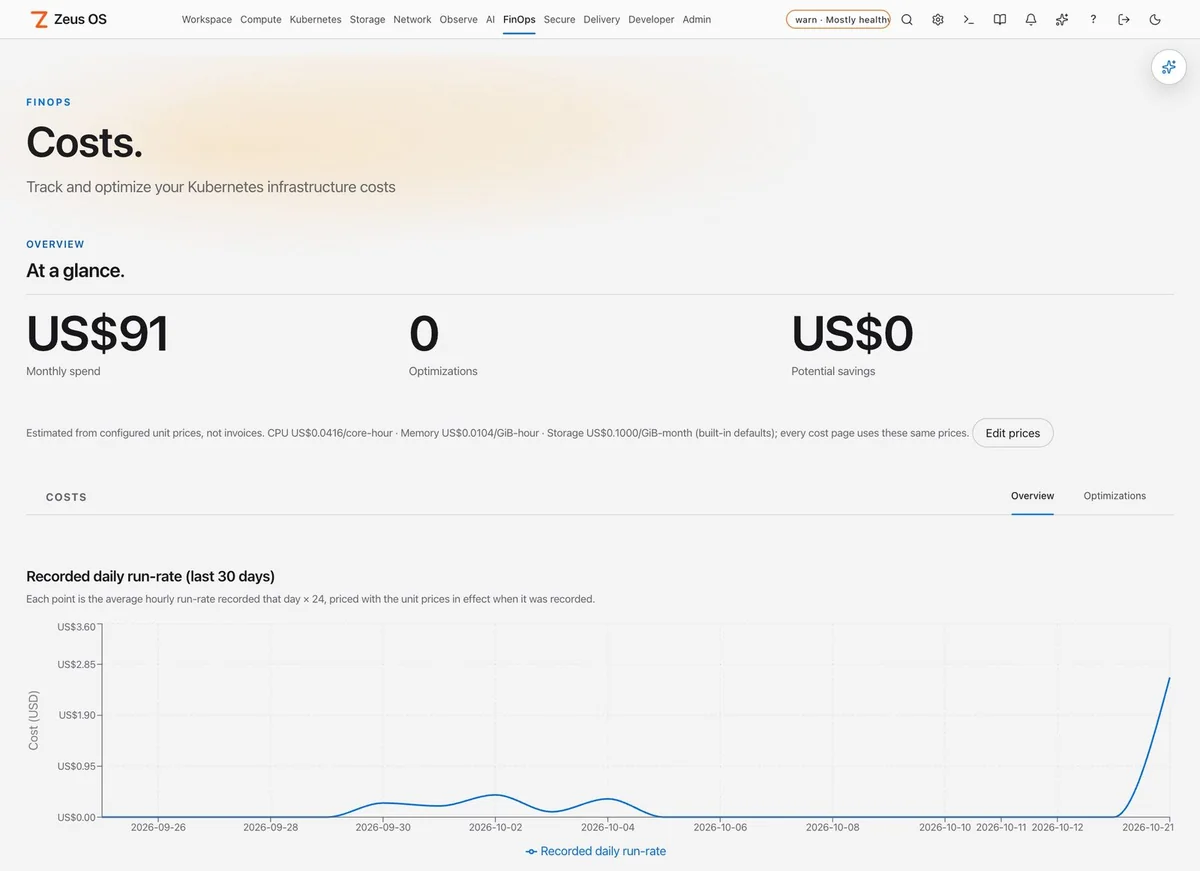 Zeus OS
Workspace Compute Kubernetes Storage Network Observe AI FinOps Secure Delivery Developer Admin
warn · Mostly healthy
?
FINOPS
Costs.
Track and optimize your Kubernetes infrastructure costs
OVERVIEW
At a glance.
US$91
Monthly spend
0
Optimizations
US$0
Potential savings
Estimated from configured unit prices, not invoices. CPU US$0.0416/core-hour · Memory US$0.0104/GiB-hour · Storage US$0.1000/GiB-month (built-in defaults); every cost page uses these same prices.
Edit prices
COSTS
Overview
Optimizations
Recorded daily run-rate (last 30 days)
Each point is the average hourly run-rate recorded that day × 24, priced with the unit prices in effect when it was recorded.
Cost (USD)
US$3.60
US$2.85
US$1.90
US$0.95
US$0.00
2026-09-26 2026-09-28 2026-09-30 2026-10-02 2026-10-04 2026-10-06 2026-10-08 2026-10-10 2026-10-11 2026-10-12 2026-10-21
Recorded daily run-rate